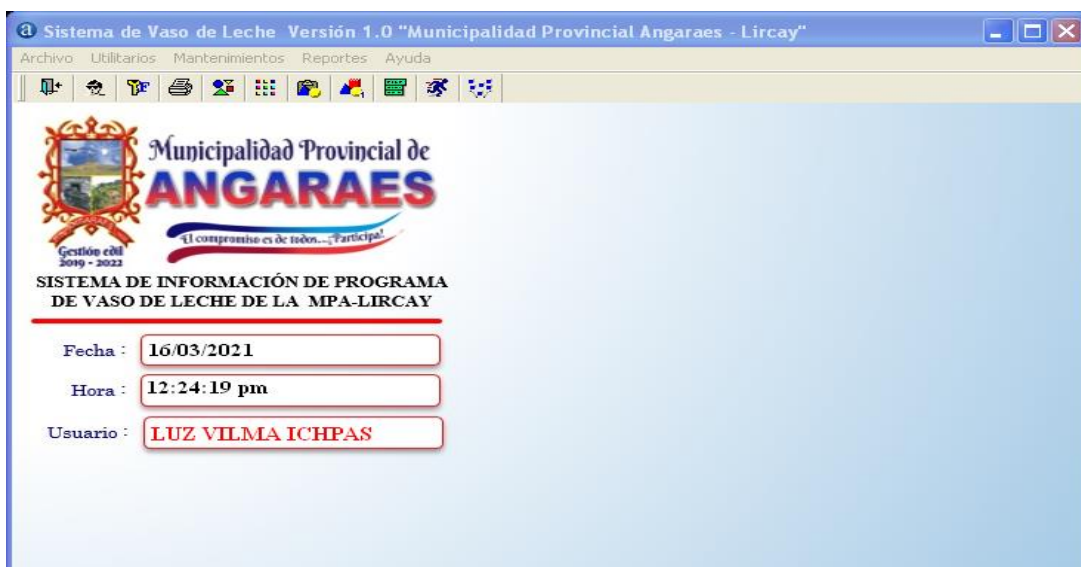 Sistema de Vaso de Leche Versión 1.0 "Municipalidad Provincial Angaraes - Lircay"
Archivo Utilitarios Mantenimientos Reportes Ayuda
Municipalidad Provincial de
ANGARAES
"El compromiso es de todos...¡Participa!
Gestión edil
2019 - 2022
SISTEMA DE INFORMACIÓN DE PROGRAMA
DE VASO DE LECHE DE LA MPA-LIRCAY
Fecha : 16/03/2021
Hora : 12:24:19 pm
Usuario : LUZ VILMA ICHPAS